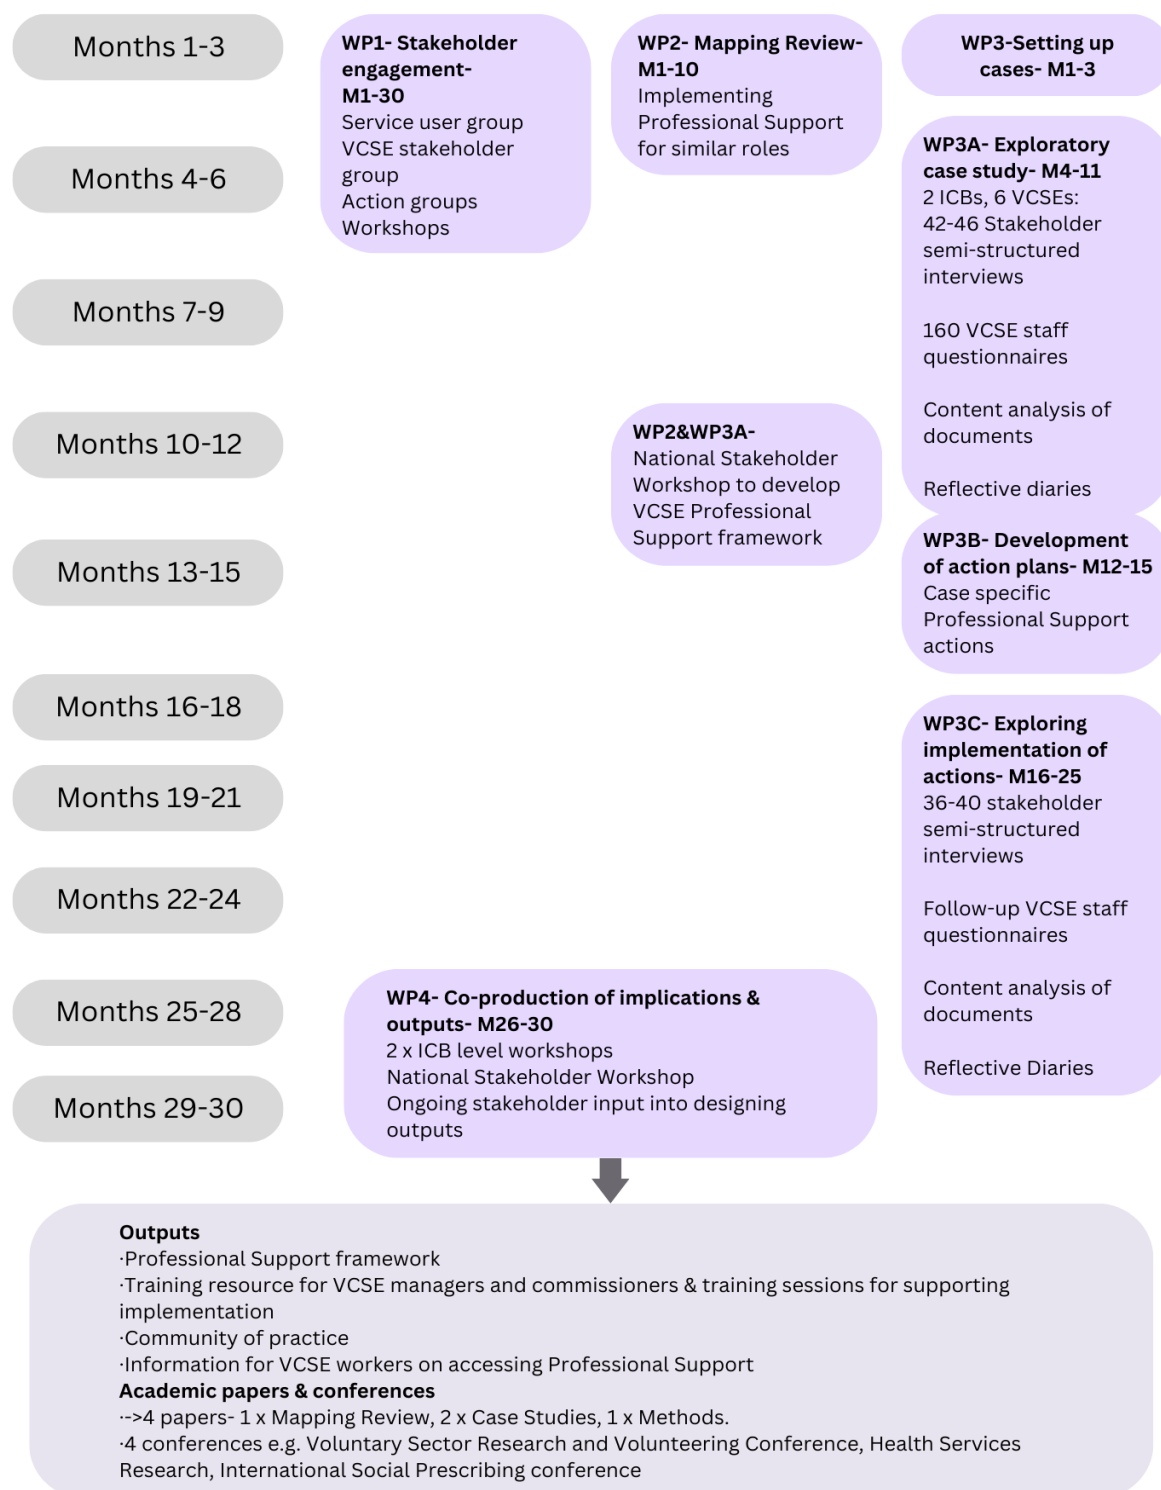 Months 1-3
Months 4-6
Months 7-9
Months 10-12
Months 13-15
Months 16-18
Months 19-21
Months 22-24
Months 25-28
Months 29-30
WP1- Stakeholder
engagement-
M1-30
Service user group
VCSE stakeholder
group
Action groups
Workshops
WP2- Mapping Review-
M1-10
Implementing
Professional Support
for similar roles
WP3-Setting up
cases- M1-3
WP3A- Exploratory
case study- M4-11
2 ICBs, 6 VCSEs:
42-46 Stakeholder
semi-structured
interviews
160 VCSE staff
questionnaires
Content analysis of
documents
Reflective diaries
WP2&WP3A-
National Stakeholder
Workshop to develop
VCSE Professional
Support framework
WP3B- Development
of action plans- M12-15
Case specific
Professional Support
actions
WP3C- Exploring
implementation of
actions- M16-25
36-40 stakeholder
semi-structured
interviews
Follow-up VCSE staff
questionnaires
Content analysis of
documents
Reflective Diaries
WP4- Co-production of implications &
outputs- M26-30
2 x ICB level workshops
National Stakeholder Workshop
Ongoing stakeholder input into designing
outputs
Outputs
·Professional Support framework
·Training resource for VCSE managers and commissioners & training sessions for supporting
implementation
·Community of practice
·Information for VCSE workers on accessing Professional Support
Academic papers & conferences
·->4 papers- 1 x Mapping Review, 2 x Case Studies, 1 x Methods.
·4 conferences e.g. Voluntary Sector Research and Volunteering Conference, Health Services
Research, International Social Prescribing conference